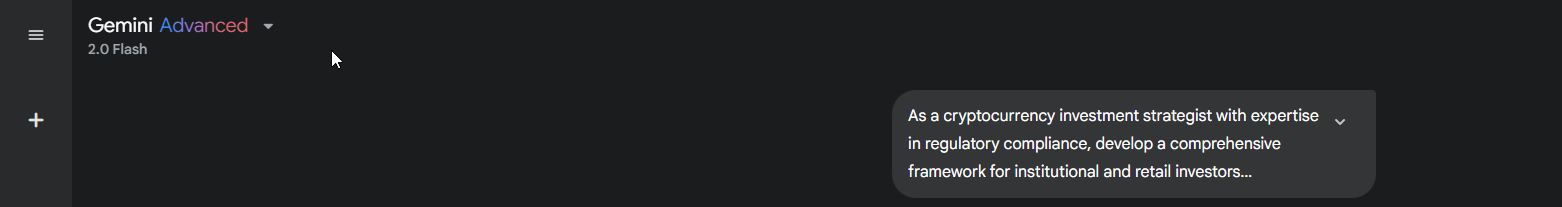 Gemini Advanced
2.0 Flash
As a cryptocurrency investment strategist with expertise
in regulatory compliance, develop a comprehensive
framework for institutional and retail investors...